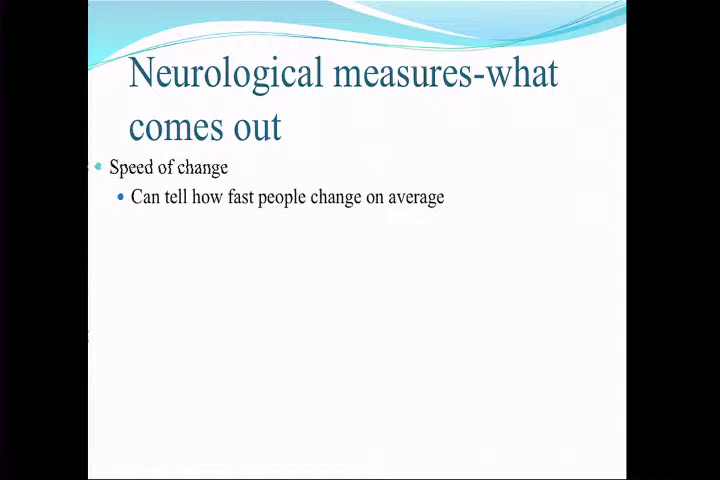 Neurological measures-what
comes out
Speed of change
Can tell how fast people change on average